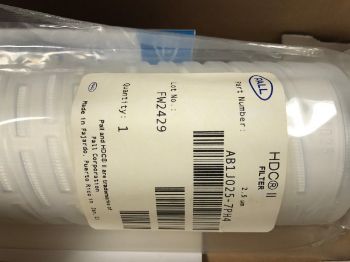 PALL
HDC® II
FILTER
2.5 µm
Part Number:
AB1J025-7PH4
Lot No.:
FW2429
Quantity: 1
Pall and HDC® II are trademarks of
Pall Corporation
Made in Fajardo, Puerto Rico